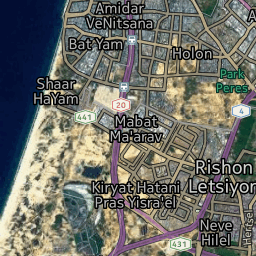 Amidar
VeNitsana
Bat Yam
Holon
Shaar
HaYam
Park
Peres
20
4
441
Mabat
Ma'arav
Rishon
Letsiyon
Kiryat Hatani
Pras Yisra'el
Neve
Hilel
431
Hertsel